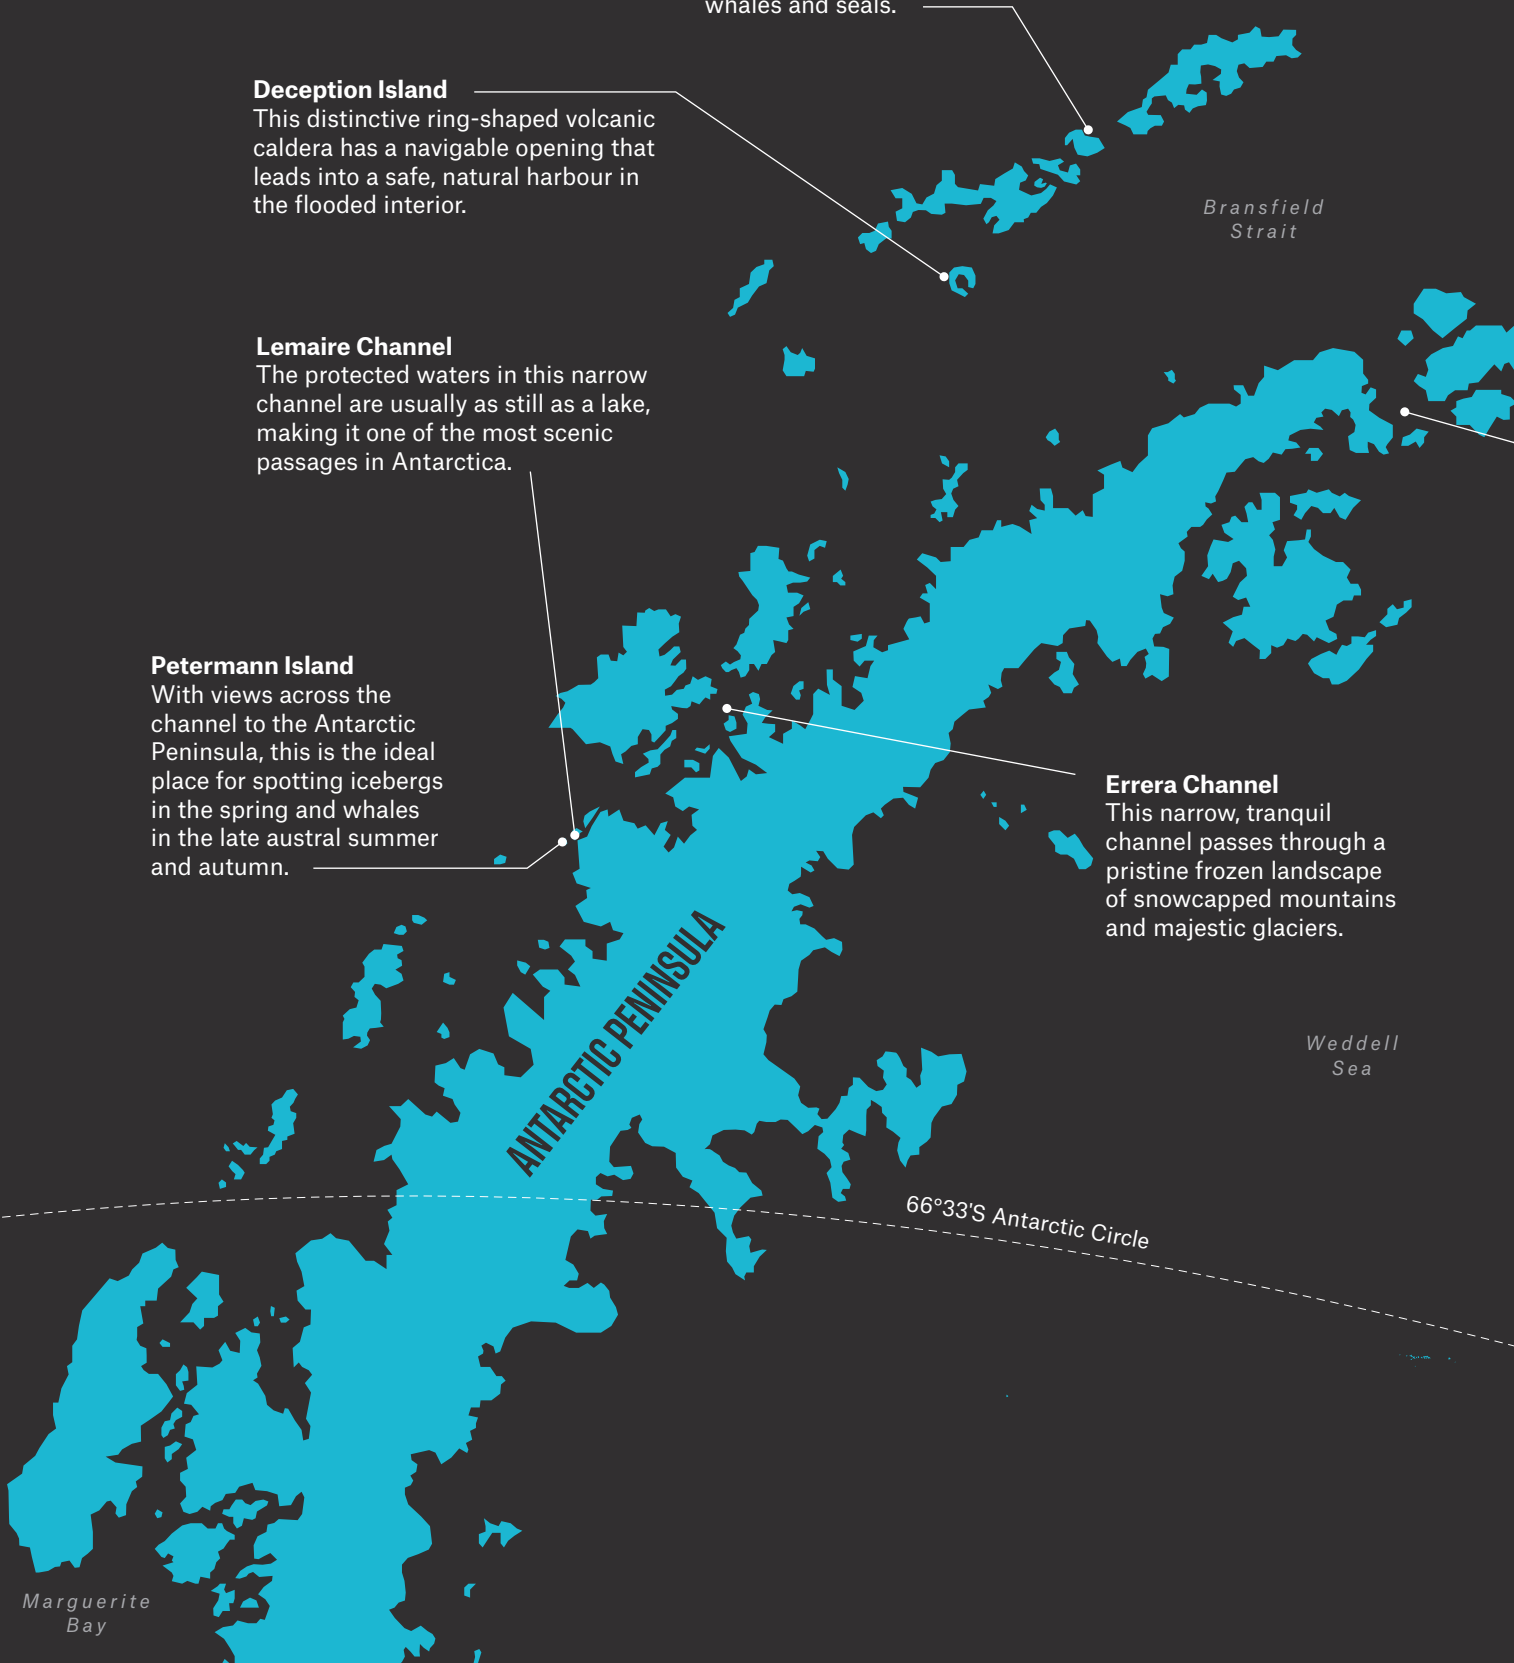 whales and seals.
Deception Island
This distinctive ring-shaped volcanic
caldera has a navigable opening that
leads into a safe, natural harbour in
the flooded interior.
Bransfield
Strait
Lemaire Channel
The protected waters in this narrow
channel are usually as still as a lake,
making it one of the most scenic
passages in Antarctica.
Petermann Island
With views across the
channel to the Antarctic
Peninsula, this is the ideal
place for spotting icebergs
in the spring and whales
in the late austral summer
and autumn.
Errera Channel
This narrow, tranquil
channel passes through a
pristine frozen landscape
of snowcapped mountains
and majestic glaciers.
ANTARCTIC PENINSULA
Weddell
Sea
66°33'S Antarctic Circle
Marguerite
Bay